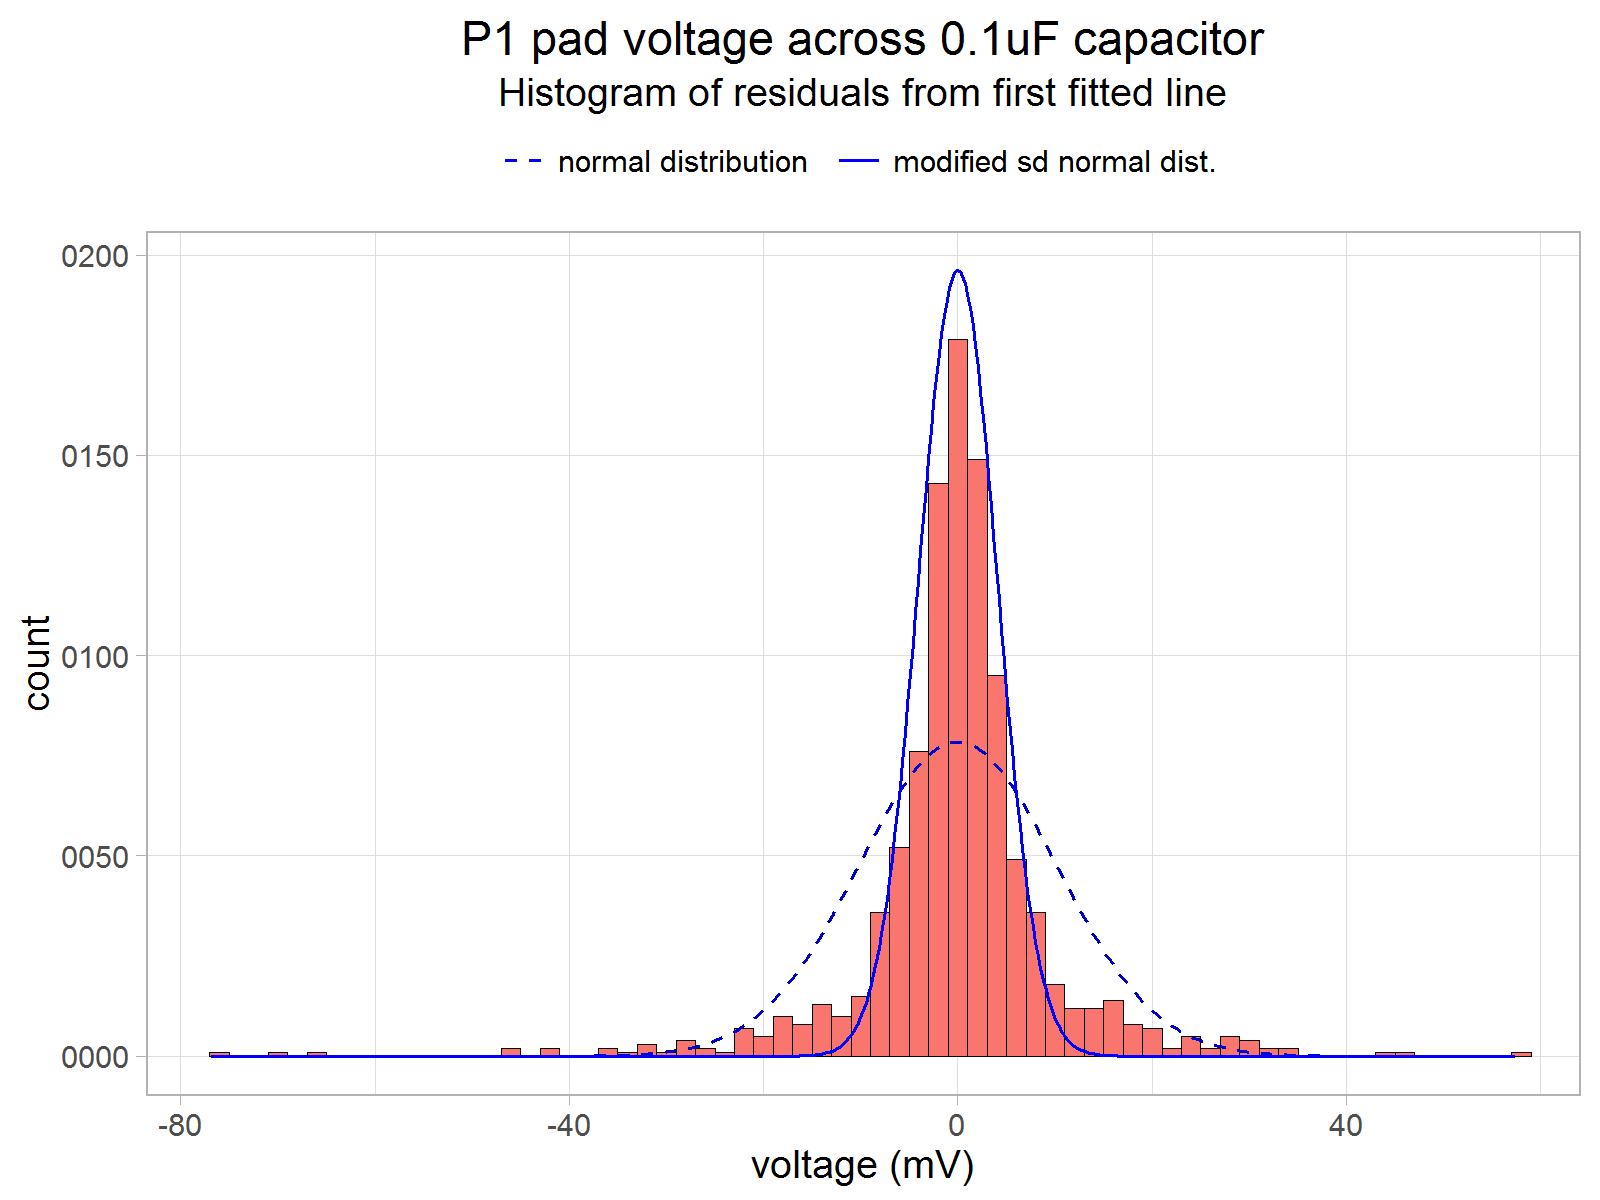 P1 pad voltage across 0.1uF capacitor
Histogram of residuals from first fitted line
normal distribution modified sd normal dist.
0200
0150
0100
0050
0000
count
-80 -40 0 40
voltage (mV)